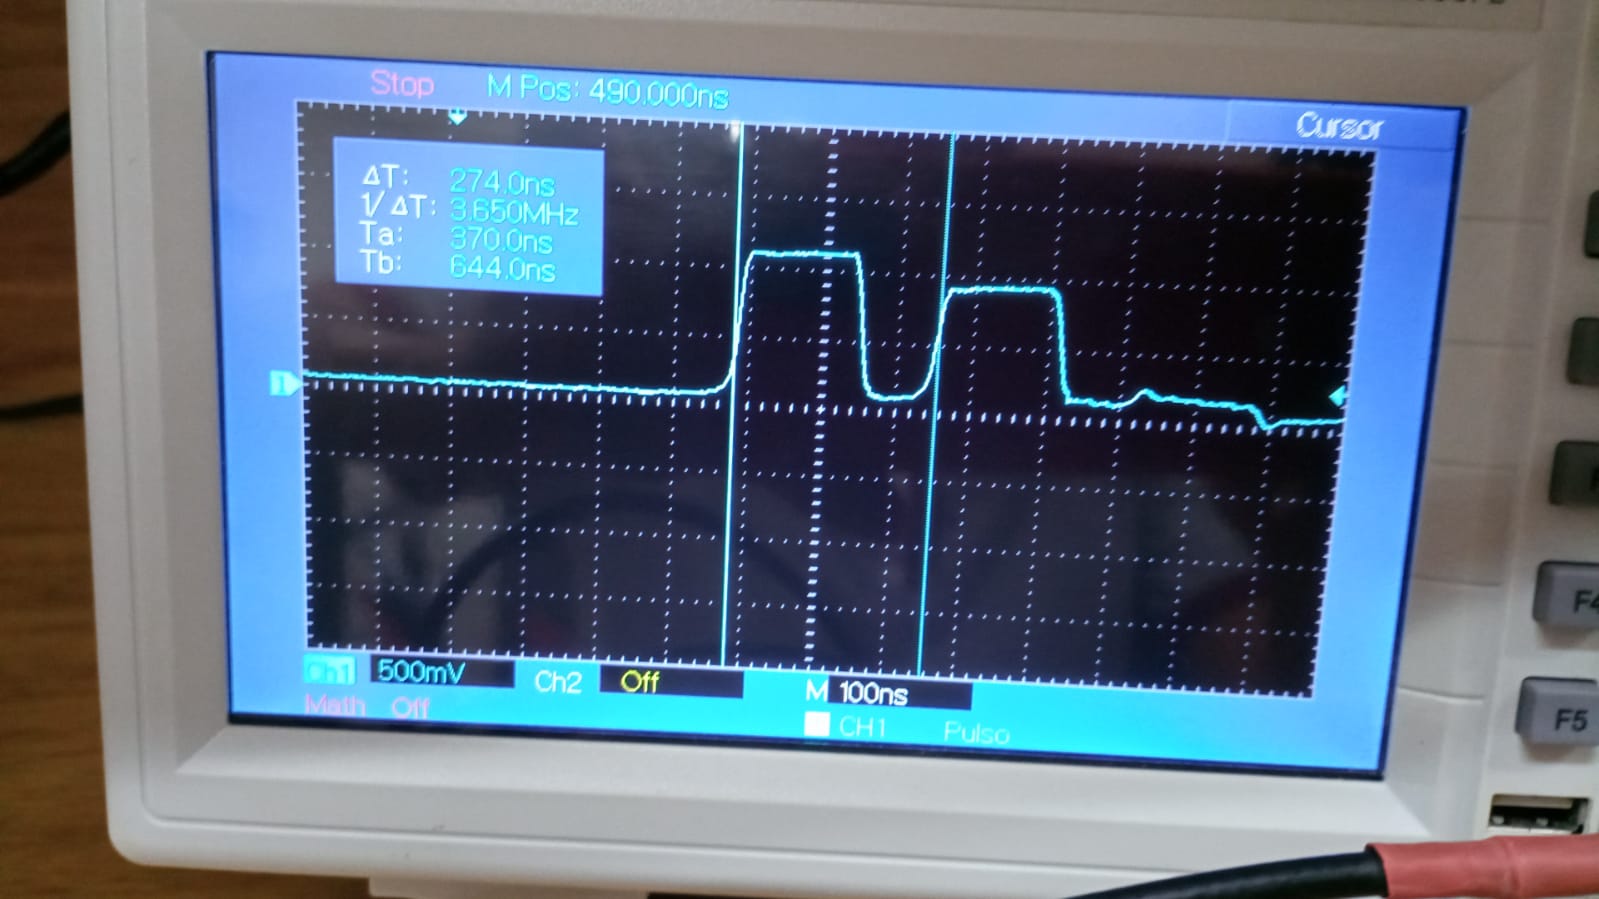 Stop M Pos: 490.000ns
Cursor
ΔT: 274.0ns
1/ΔT: 3.650MHz
Ta: 370.0ns
Tb: 644.0ns
1
Ch1 500mV Ch2 Off M 100ns
Math Off CH1 Pulso
F4
F5